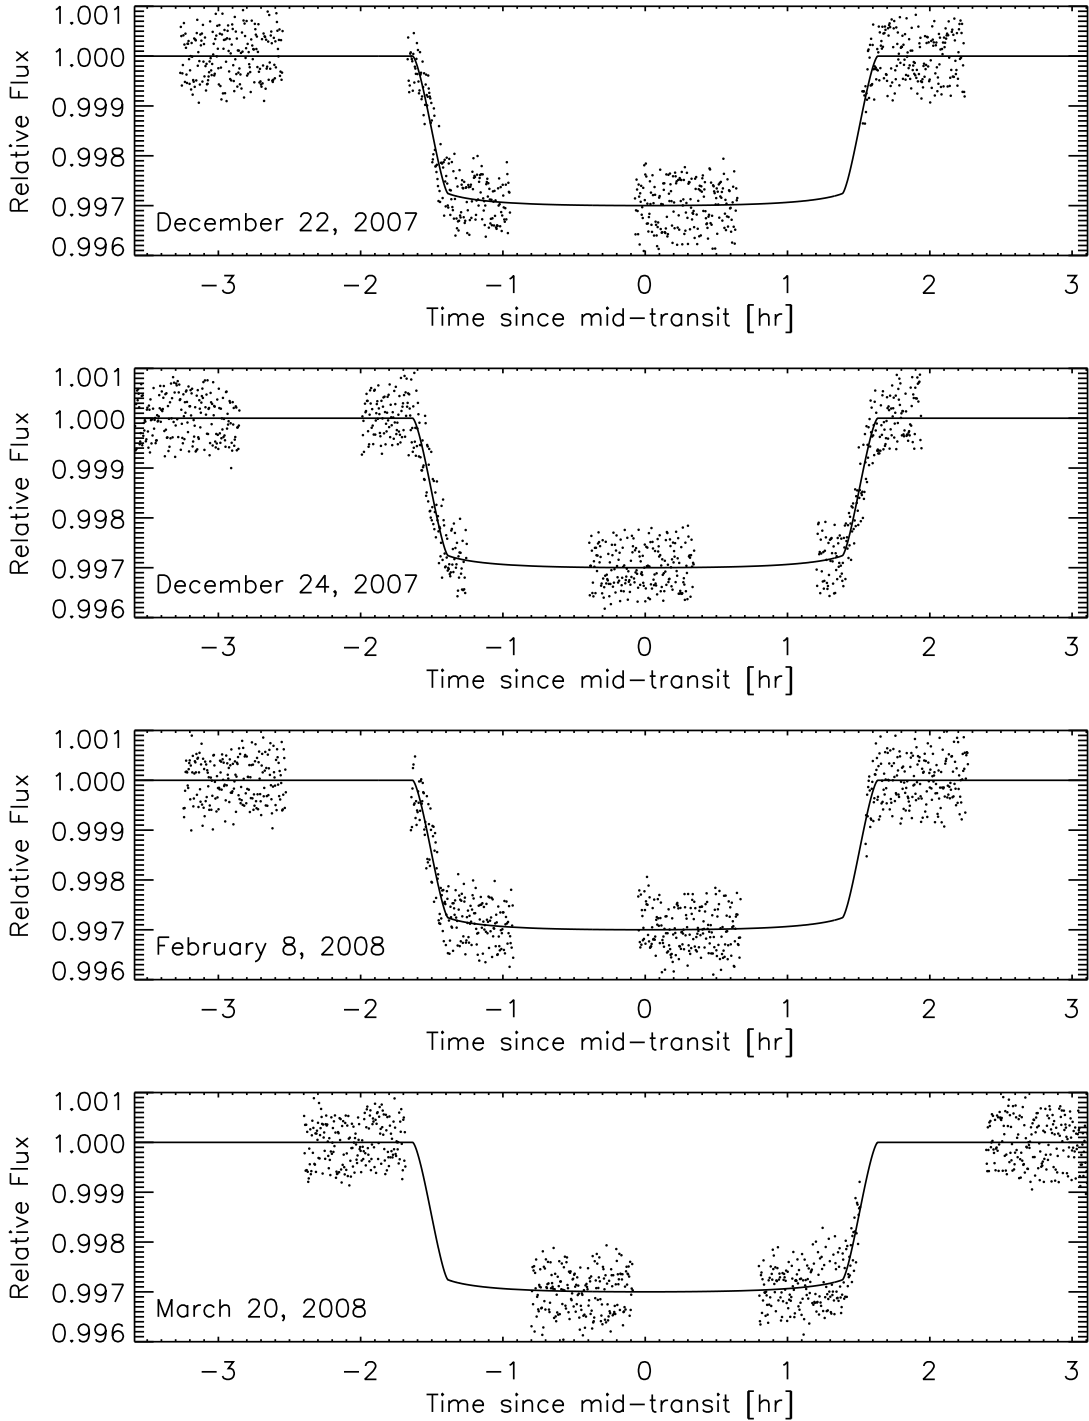 1.001
1.000
0.999
0.998
0.997
0.996
Relative Flux
December 22, 2007
−3 −2 −1 0 1 2 3
Time since mid−transit [hr]
1.001
1.000
0.999
0.998
0.997
0.996
Relative Flux
December 24, 2007
−3 −2 −1 0 1 2 3
Time since mid−transit [hr]
1.001
1.000
0.999
0.998
0.997
0.996
Relative Flux
February 8, 2008
−3 −2 −1 0 1 2 3
Time since mid−transit [hr]
1.001
1.000
0.999
0.998
0.997
0.996
Relative Flux
March 20, 2008
−3 −2 −1 0 1 2 3
Time since mid−transit [hr]